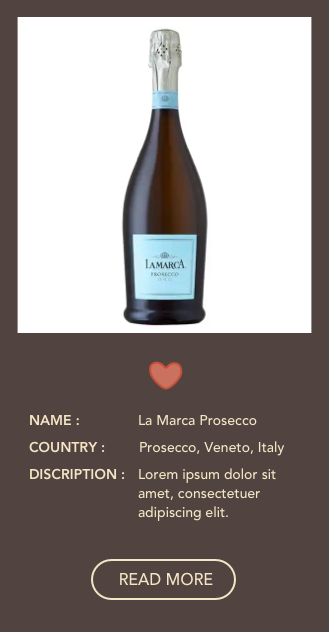 LAMARCA
PROSECCO
NAME : La Marca Prosecco
COUNTRY : Prosecco, Veneto, Italy
DISCRIPTION : Lorem ipsum dolor sit
amet, consectetuer
adipiscing elit.
READ MORE